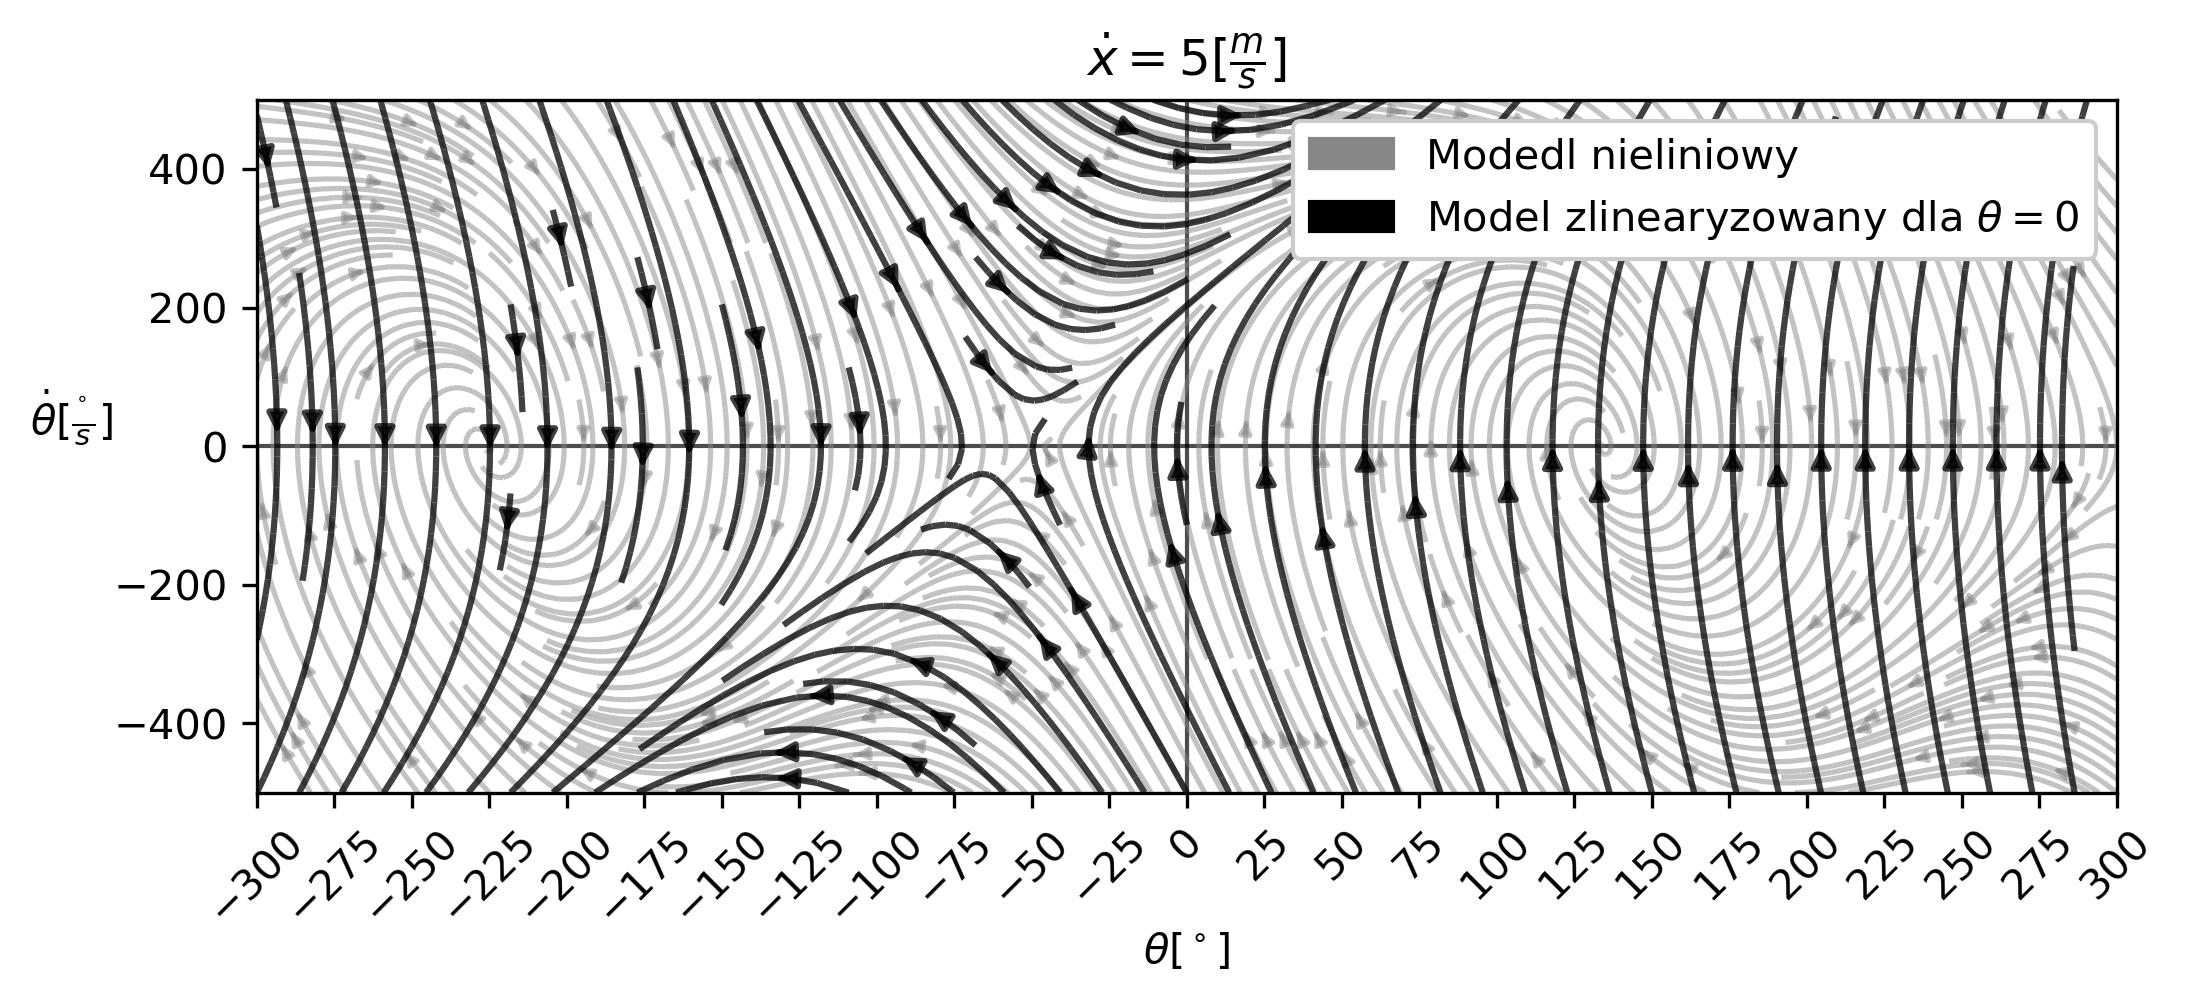 ẋ = 5[m/s]
Modedl nieliniowy
Model zlinearyzowany dla θ = 0
400
200
0
−200
−400
θ̇[°/s]
−300 −275 −250 −225 −200 −175 −150 −125 −100 −75 −50 −25 0 25 50 75 100 125 150 175 200 225 250 275 300
θ[°]